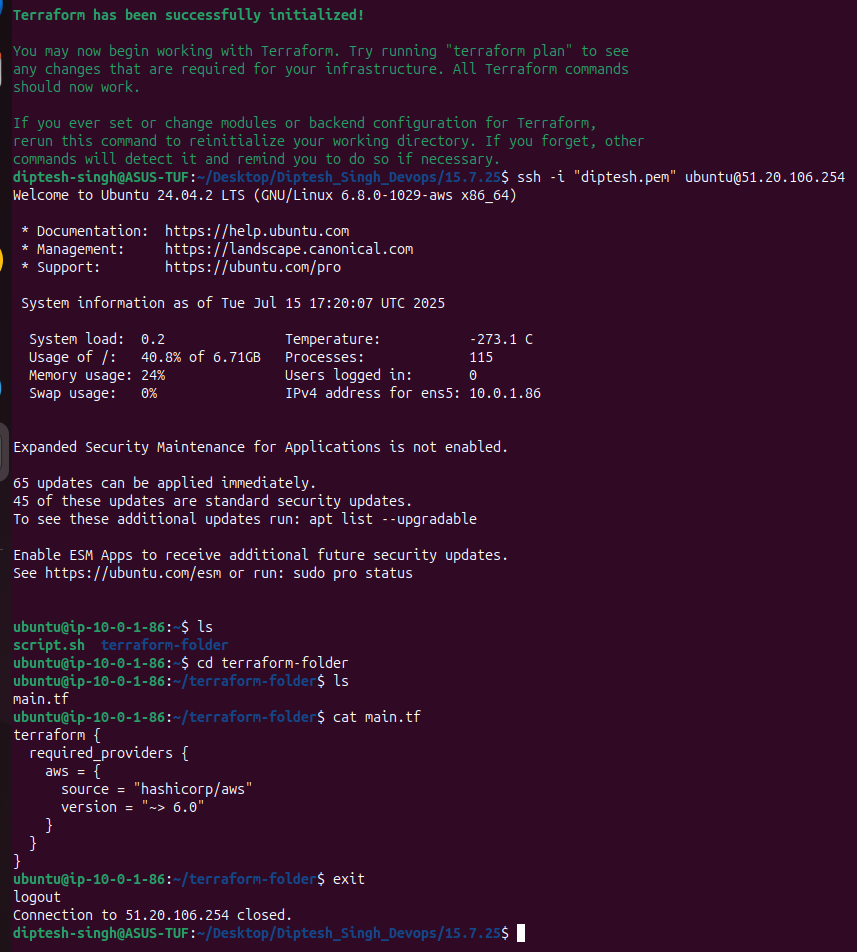 Terraform has been successfully initialized!

You may now begin working with Terraform. Try running "terraform plan" to see
any changes that are required for your infrastructure. All Terraform commands
should now work.

If you ever set or change modules or backend configuration for Terraform,
rerun this command to reinitialize your working directory. If you forget, other
commands will detect it and remind you to do so if necessary.
diptesh-singh@ASUS-TUF:~/Desktop/Diptesh_Singh_Devops/15.7.25$ ssh -i "diptesh.pem" ubuntu@51.20.106.254
Welcome to Ubuntu 24.04.2 LTS (GNU/Linux 6.8.0-1029-aws x86_64)

 * Documentation:  https://help.ubuntu.com
 * Management:     https://landscape.canonical.com
 * Support:        https://ubuntu.com/pro

 System information as of Tue Jul 15 17:20:07 UTC 2025

  System load:  0.2               Temperature:           -273.1 C
  Usage of /:   40.8% of 6.71GB   Processes:             115
  Memory usage: 24%               Users logged in:       0
  Swap usage:   0%                IPv4 address for ens5: 10.0.1.86


Expanded Security Maintenance for Applications is not enabled.

65 updates can be applied immediately.
45 of these updates are standard security updates.
To see these additional updates run: apt list --upgradable

Enable ESM Apps to receive additional future security updates.
See https://ubuntu.com/esm or run: sudo pro status


ubuntu@ip-10-0-1-86:~$ ls
script.sh  terraform-folder
ubuntu@ip-10-0-1-86:~$ cd terraform-folder
ubuntu@ip-10-0-1-86:~/terraform-folder$ ls
main.tf
ubuntu@ip-10-0-1-86:~/terraform-folder$ cat main.tf
terraform {
  required_providers {
    aws = {
      source = "hashicorp/aws"
      version = "~> 6.0"
    }
  }
}
ubuntu@ip-10-0-1-86:~/terraform-folder$ exit
logout
Connection to 51.20.106.254 closed.
diptesh-singh@ASUS-TUF:~/Desktop/Diptesh_Singh_Devops/15.7.25$